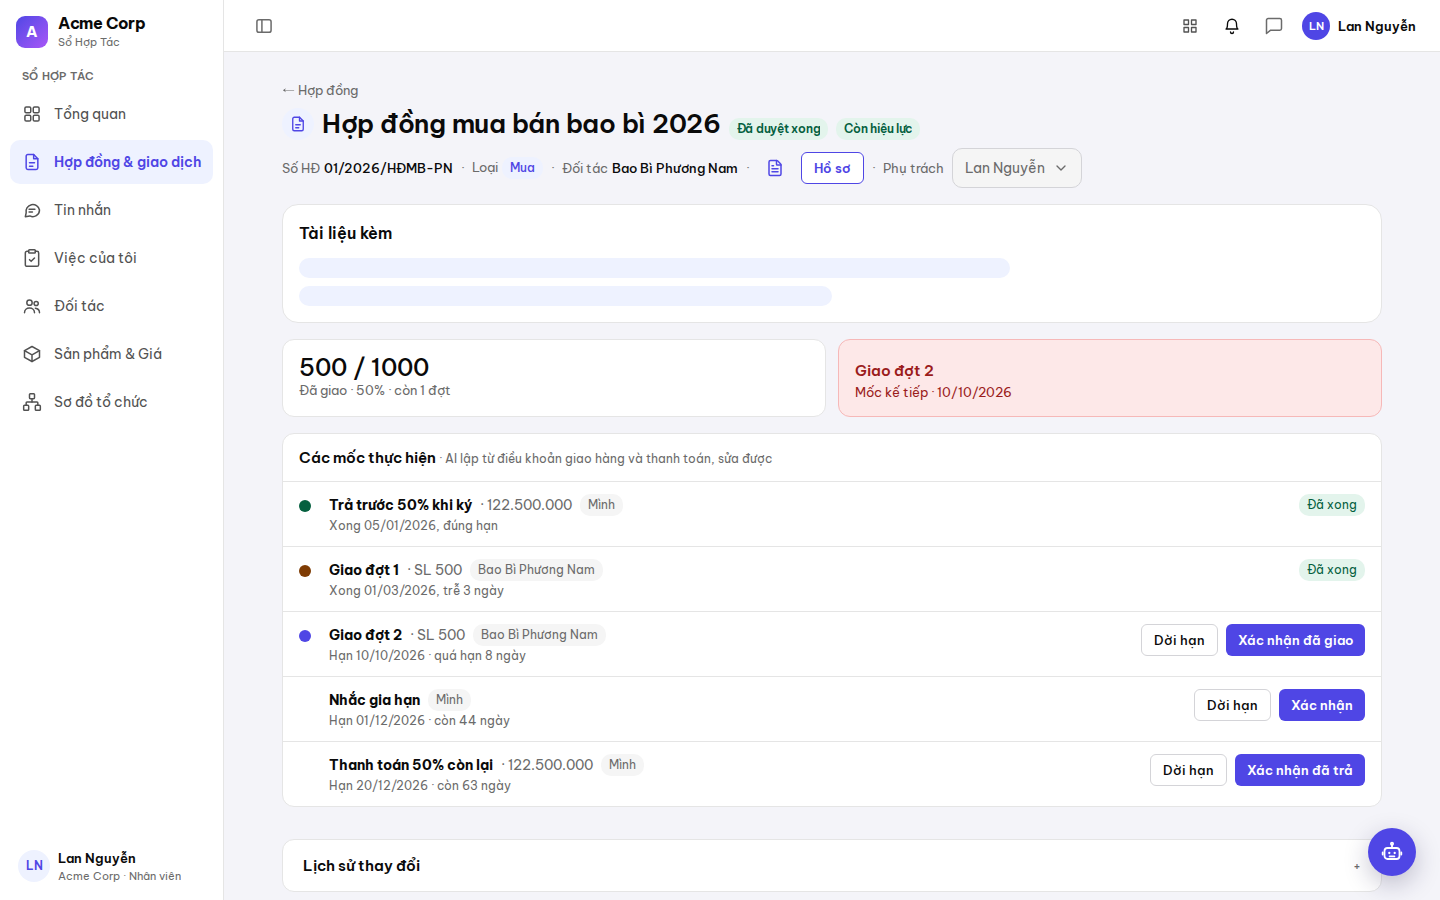 A
Acme Corp
Sổ Hợp Tác
SỔ HỢP TÁC
Tổng quan
Hợp đồng & giao dịch
Tin nhắn
Việc của tôi
Đối tác
Sản phẩm & Giá
Sơ đồ tổ chức
LN
Lan Nguyễn
Acme Corp · Nhân viên
LN Lan Nguyễn
← Hợp đồng
Hợp đồng mua bán bao bì 2026 Đã duyệt xong Còn hiệu lực
Số HĐ 01/2026/HĐMB-PN · Loại Mua · Đối tác Bao Bì Phương Nam · Hồ sơ · Phụ trách Lan Nguyễn
Tài liệu kèm
500 / 1000
Đã giao · 50% · còn 1 đợt
Giao đợt 2
Mốc kế tiếp · 10/10/2026
Các mốc thực hiện · AI lập từ điều khoản giao hàng và thanh toán, sửa được
Trả trước 50% khi ký · 122.500.000 Mình Đã xong
Xong 05/01/2026, đúng hạn
Giao đợt 1 · SL 500 Bao Bì Phương Nam Đã xong
Xong 01/03/2026, trễ 3 ngày
Giao đợt 2 · SL 500 Bao Bì Phương Nam Dời hạn Xác nhận đã giao
Hạn 10/10/2026 · quá hạn 8 ngày
Nhắc gia hạn Mình Dời hạn Xác nhận
Hạn 01/12/2026 · còn 44 ngày
Thanh toán 50% còn lại · 122.500.000 Mình Dời hạn Xác nhận đã trả
Hạn 20/12/2026 · còn 63 ngày
Lịch sử thay đổi +